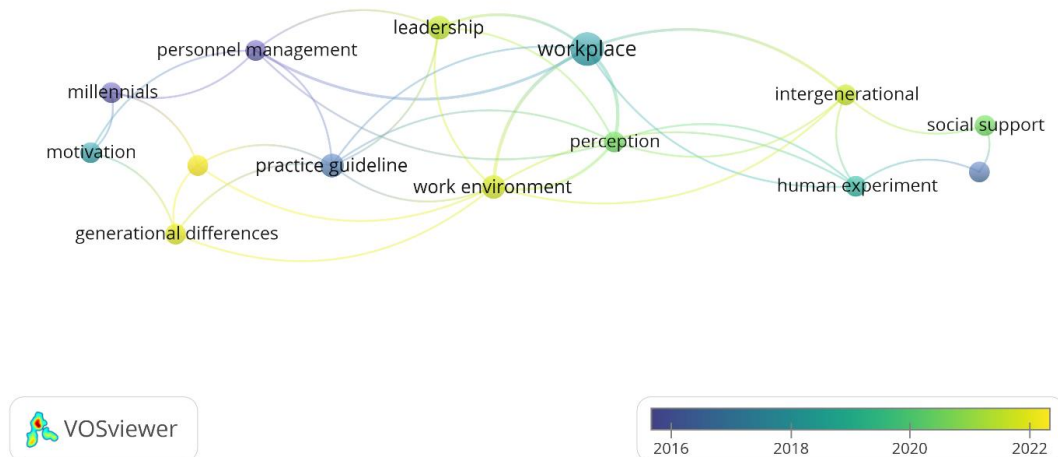 leadership
workplace
personnel management
millennials
intergenerational
social support
motivation
practice guideline
perception
work environment
human experiment
generational differences
VOSviewer
2016
2018
2020
2022